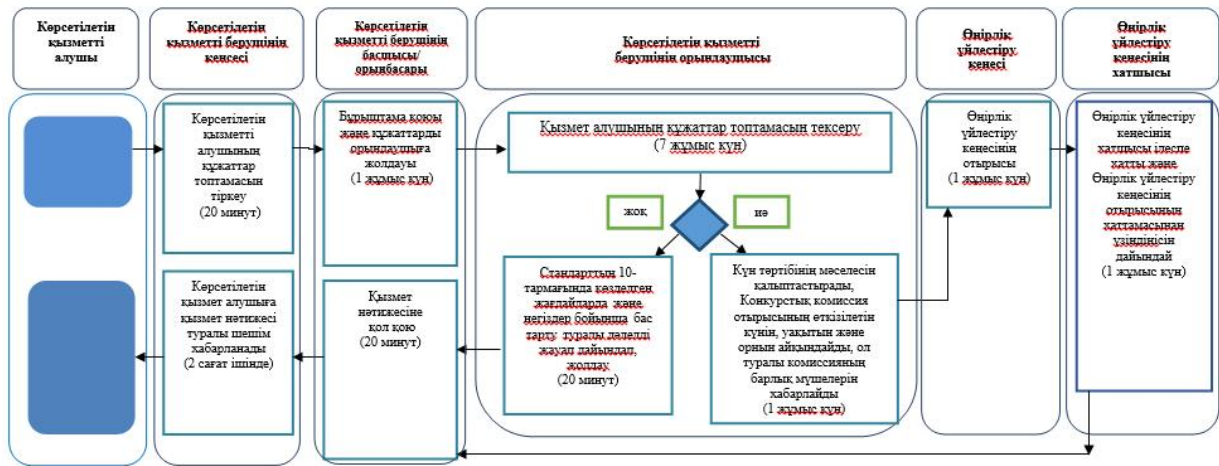 Көрсетілетін
қызметті
алушы
Көрсетілетін
қызметті берушінің
кеңсесі
Көрсетілетін
қызметті берушінің
басшысы/
орынбасары
Көрсетілетін қызметті
берушінің орындаушысы
Өңірлік
үйлестіру
кеңесі
Өңірлік
үйлестіру
кеңесінің
хатшысы
Көрсетілетін
қызметті
алушының
құжаттар
топтамасын
тіркеу
(20 минут)
Бұрыштама қоюы
және құжаттарды
орындаушыға
жолдауы
(1 жұмыс күн)
Қызмет алушының құжаттар топтамасын тексеру
(7 жұмыс күн)
жоқ
иә
Өңірлік
үйлестіру
кеңесінің
отырысы
(1 жұмыс күн)
Өңірлік үйлестіру
кеңесінің
хатшысы ілеспе
хатты және
Өңірлік үйлестіру
кеңесінің
отырысының
хаттамасынан
үзіндінісін
дайындай
(1 жұмыс күн)
Көрсетілетін
қызмет алушыға
қызмет нәтижесі
туралы шешім
хабарланады
(2 сағат ішінде)
Қызмет
нәтижесіне
қол қою
(20 минут)
Стандарттың 10-
тармағында көзделген
жағдайларда және
негіздер бойынша бас
тарту туралы дәлелді
жауап дайындап,
жолдау
(20 минут)
Күн тәртібінің мәселесін
қалыптастырады,
Конкурстық комиссия
отырысының өткізілетін
күнін, уақытын және
орнын айқындайды, ол
туралы комиссияның
барлық мүшелерін
хабарлайды
(1 жұмыс күн)